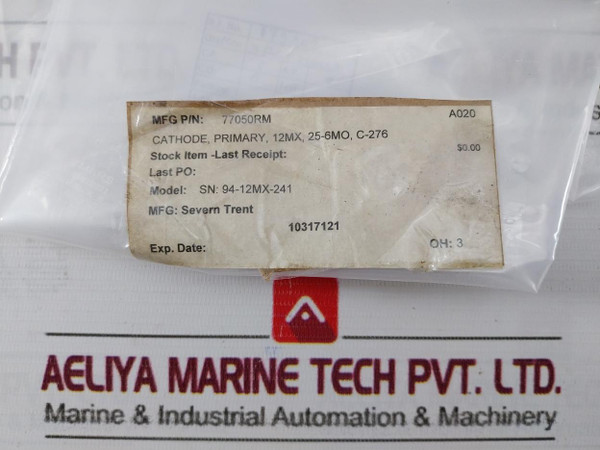 MFG P/N: 77050RM A020
CATHODE, PRIMARY, 12MX, 25-6MO, C-276
Stock Item -Last Receipt: $0.00
Last PO:
Model: SN: 94-12MX-241
MFG: Severn Trent
10317121
Exp. Date: OH: 3
AELIYA MARINE TECH PVT. LTD.
Marine & Industrial Automation & Machinery